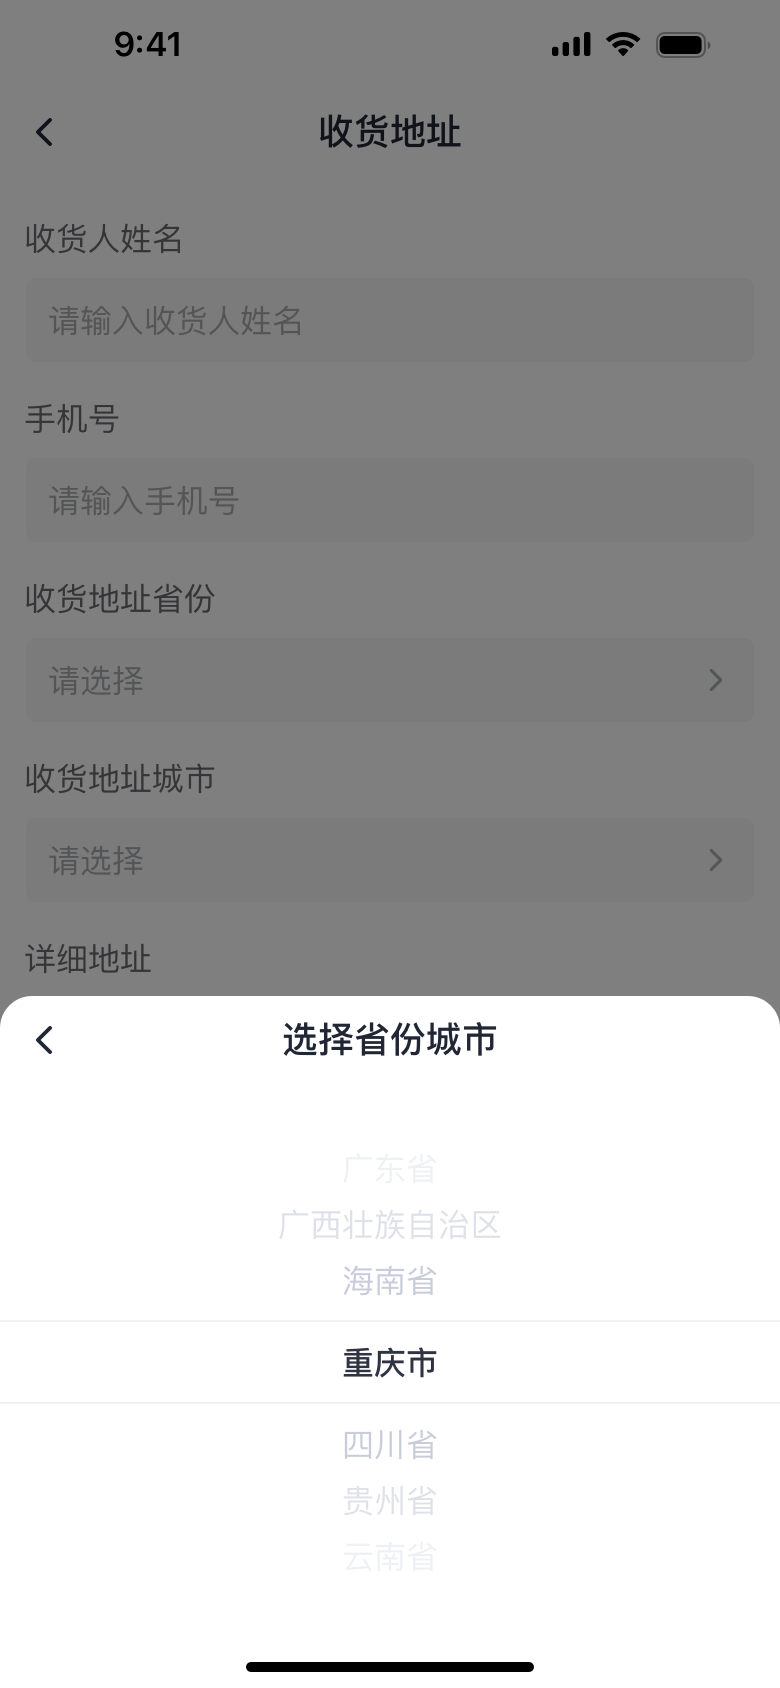 9:41
收货地址
收货人姓名
请输入收货人姓名
手机号
请输入手机号
收货地址省份
请选择
收货地址城市
请选择
详细地址
选择省份城市
广东省
广西壮族自治区
海南省
重庆市
四川省
贵州省
云南省